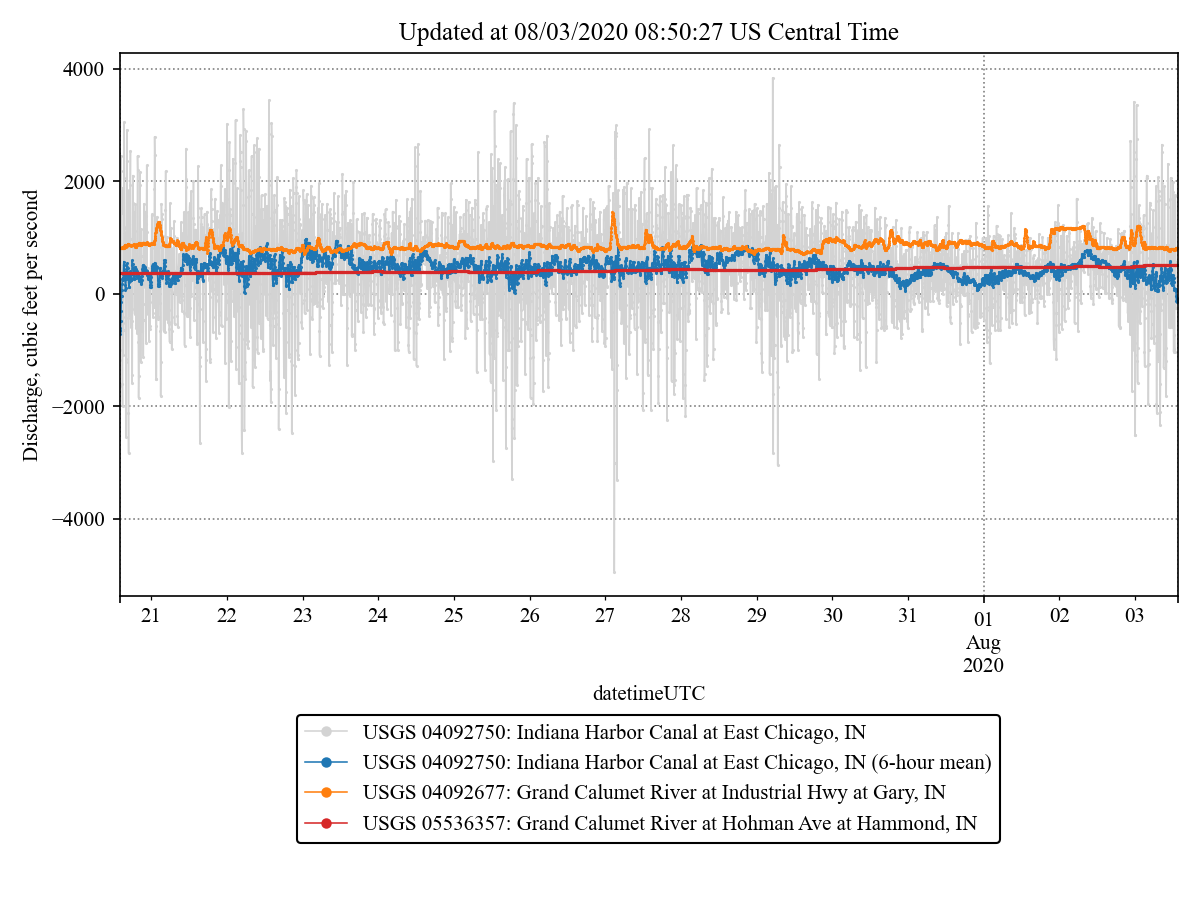 Updated at 08/03/2020 08:50:27 US Central Time
Discharge, cubic feet per second
4000
2000
0
−2000
−4000
21 22 23 24 25 26 27 28 29 30 31 01 02 03
Aug
2020
datetimeUTC
USGS 04092750: Indiana Harbor Canal at East Chicago, IN
USGS 04092750: Indiana Harbor Canal at East Chicago, IN (6-hour mean)
USGS 04092677: Grand Calumet River at Industrial Hwy at Gary, IN
USGS 05536357: Grand Calumet River at Hohman Ave at Hammond, IN